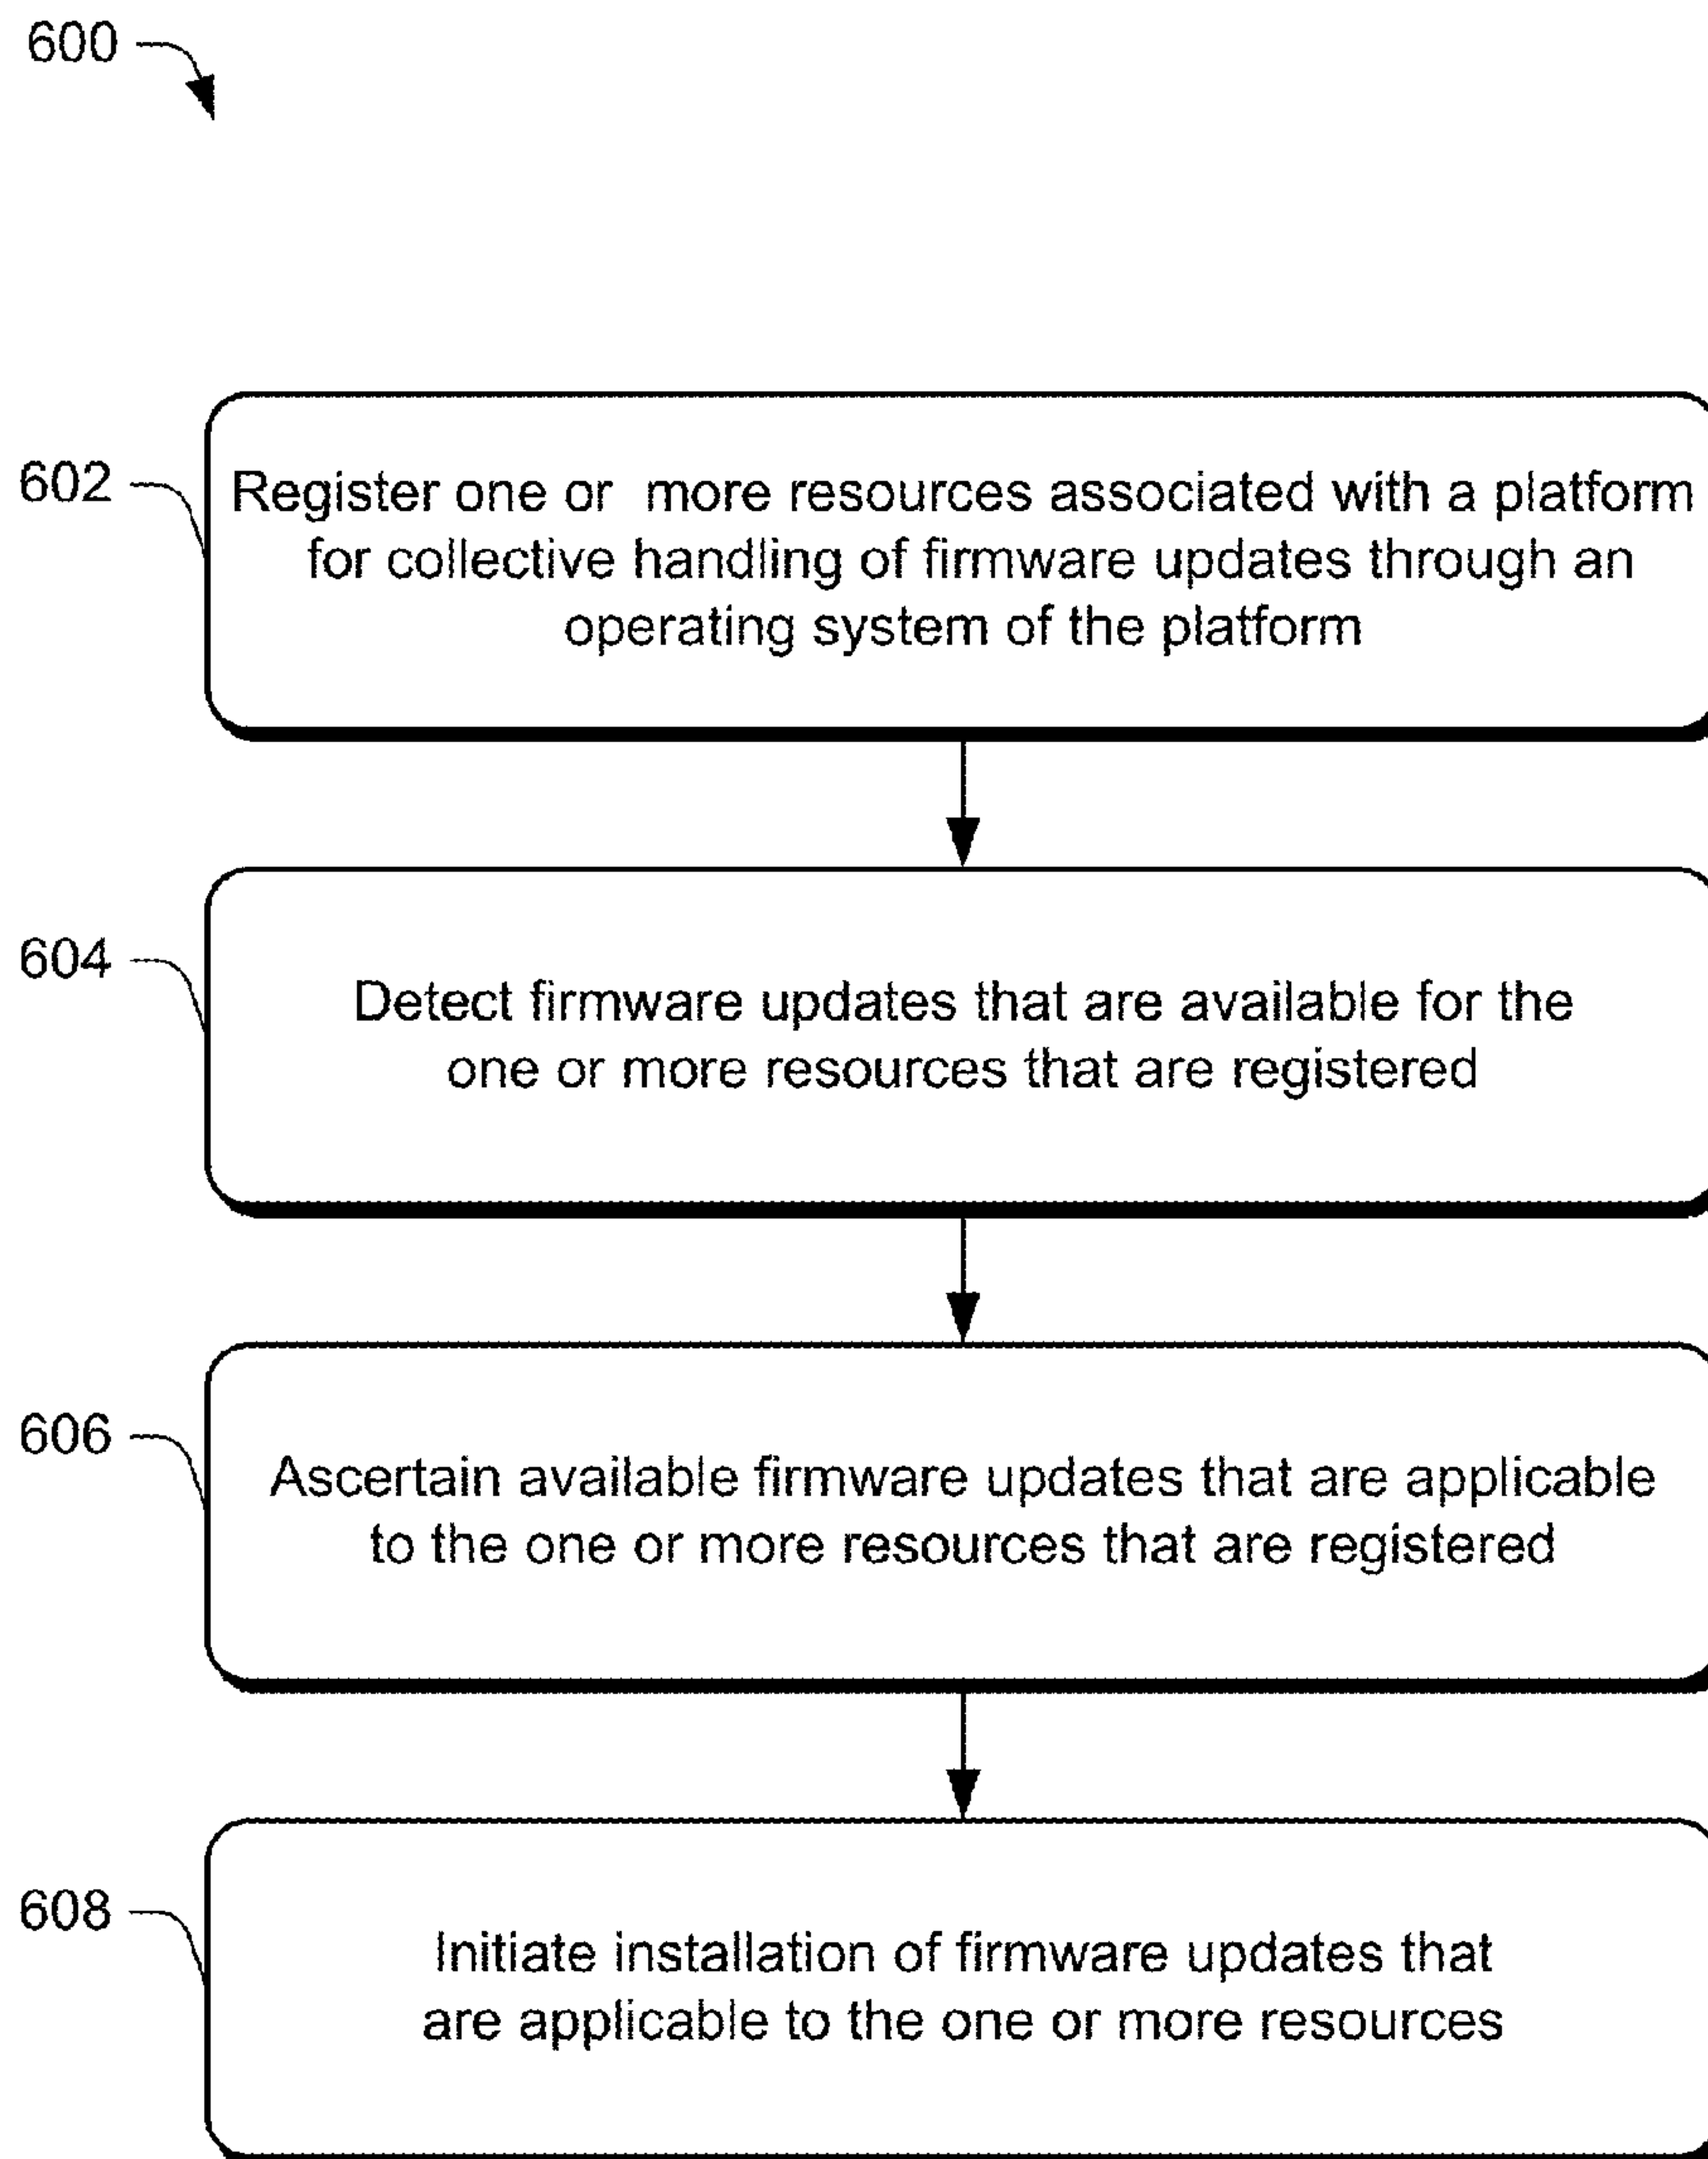 600
602
Register one or more resources associated with a platform
for collective handling of firmware updates through an
operating system of the platform
604
Detect firmware updates that are available for the
one or more resources that are registered
606
Ascertain available firmware updates that are applicable
to the one or more resources that are registered
608
Initiate installation of firmware updates that
are applicable to the one or more resources